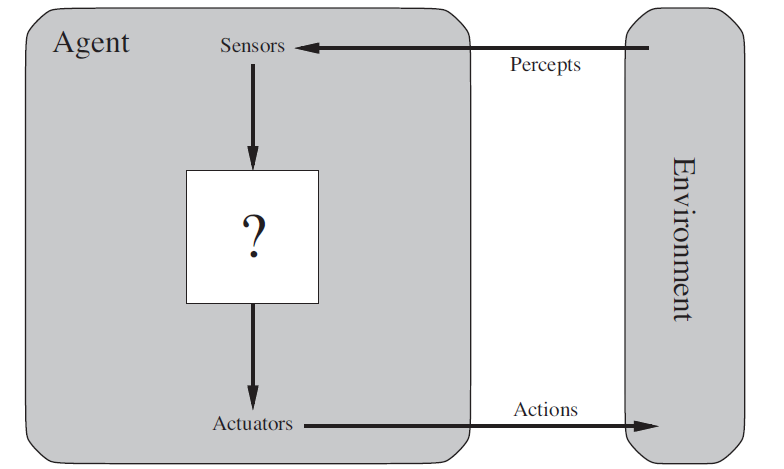 Agent
Sensors
Percepts
?
Environment
Actuators
Actions